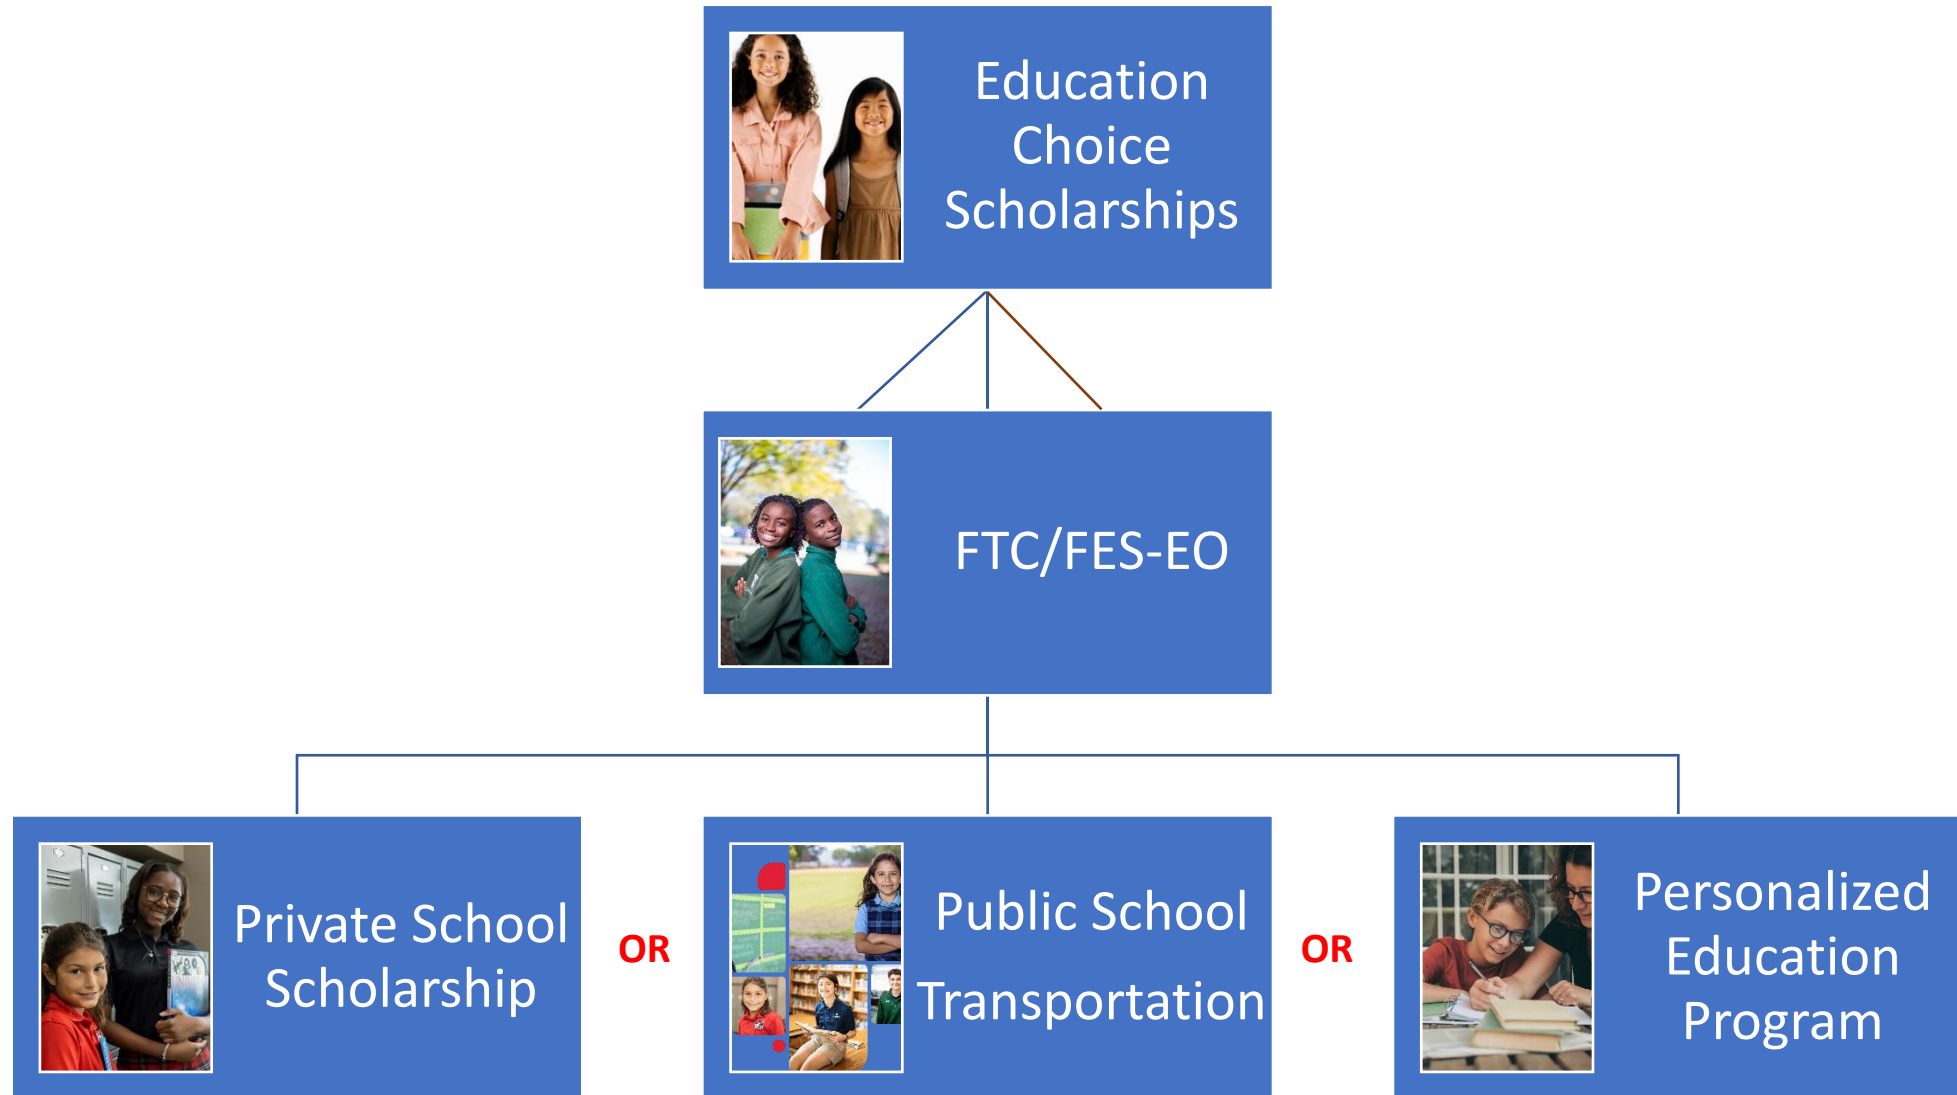 Education
Choice
Scholarships
FTC/FES-EO
Private School
Scholarship
OR
Public School
Transportation
OR
Personalized
Education
Program